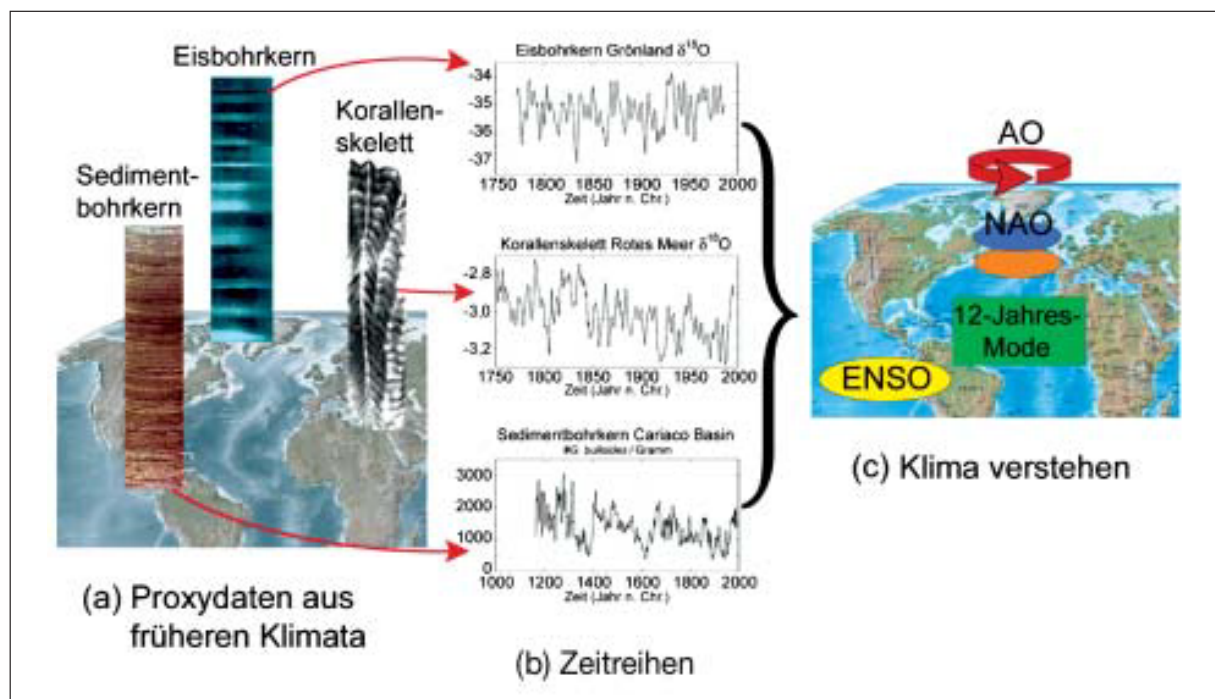 Eisbohrkern
Korallen-
skelett
Sediment-
bohrkern
(a) Proxydaten aus
früheren Klimata
Eisbohrkern Grönland δ¹⁸O
-34
-35
-36
-37
1750 1800 1850 1900 1950 2000
Zeit (Jahr n. Chr.)
Korallenskelett Rotes Meer δ¹⁸O
-2.8
-3.0
-3.2
1750 1800 1850 1900 1950 2000
Zeit (Jahr n. Chr.)
Sedimentbohrkern Cariaco Basin
bulloides / Gramm
3000
2000
1000
0
1000 1200 1400 1600 1800 2000
Zeit (Jahr n. Chr.)
(b) Zeitreihen
AO
NAO
12-Jahres-
Mode
ENSO
(c) Klima verstehen